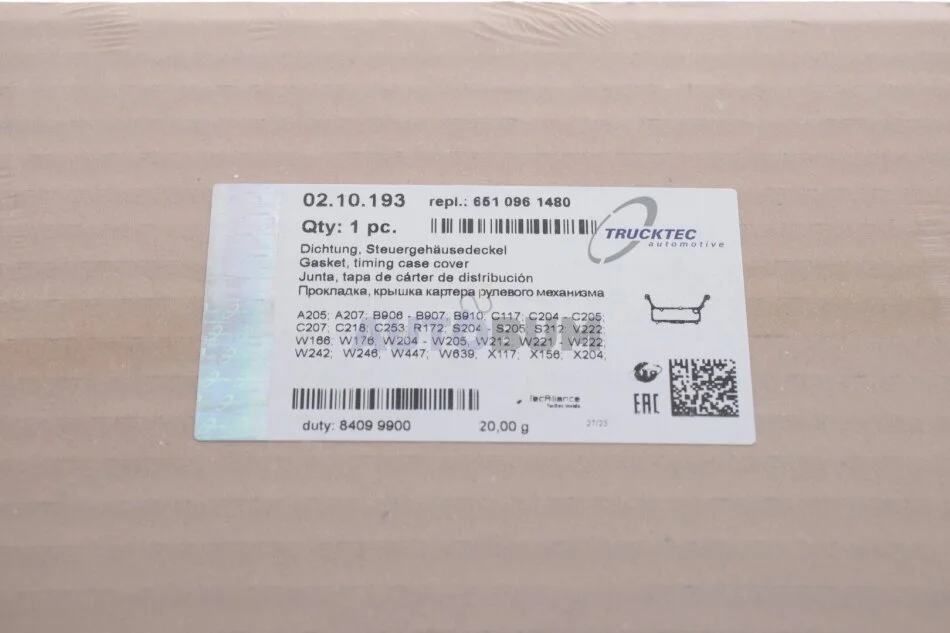 02.10.193 repl.: 651 096 1480
Qty: 1 pc.
TRUCKTEC
automotive
Dichtung, Steuergehäusedeckel
Gasket, timing case cover
Junta, tapa de cárter de distribución
Прокладка, крышка картера рулевого механизма
A205; A207; B906 - B907; B910; C117; C204 - C205;
C207; C218; C253; R172; S204 - S205; S212; V222;
W166; W176; W204 - W205; W212; W221 - W222;
W242; W246; W447; W639; X117; X156; X204;
TecAlliance
EAC
duty: 8409 9900 20,00 g 27/23